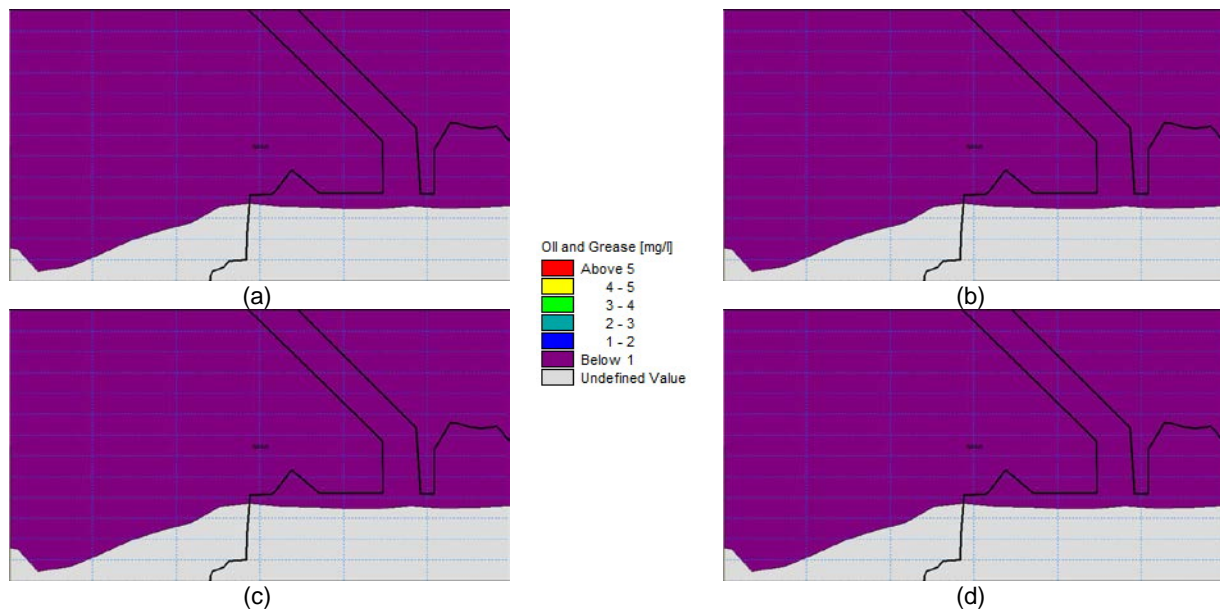 (a)
(b)
OIl and Grease [mg/l]
Above 5
4 - 5
3 - 4
2 - 3
1 - 2
Below 1
Undefined Value
(c)
(d)